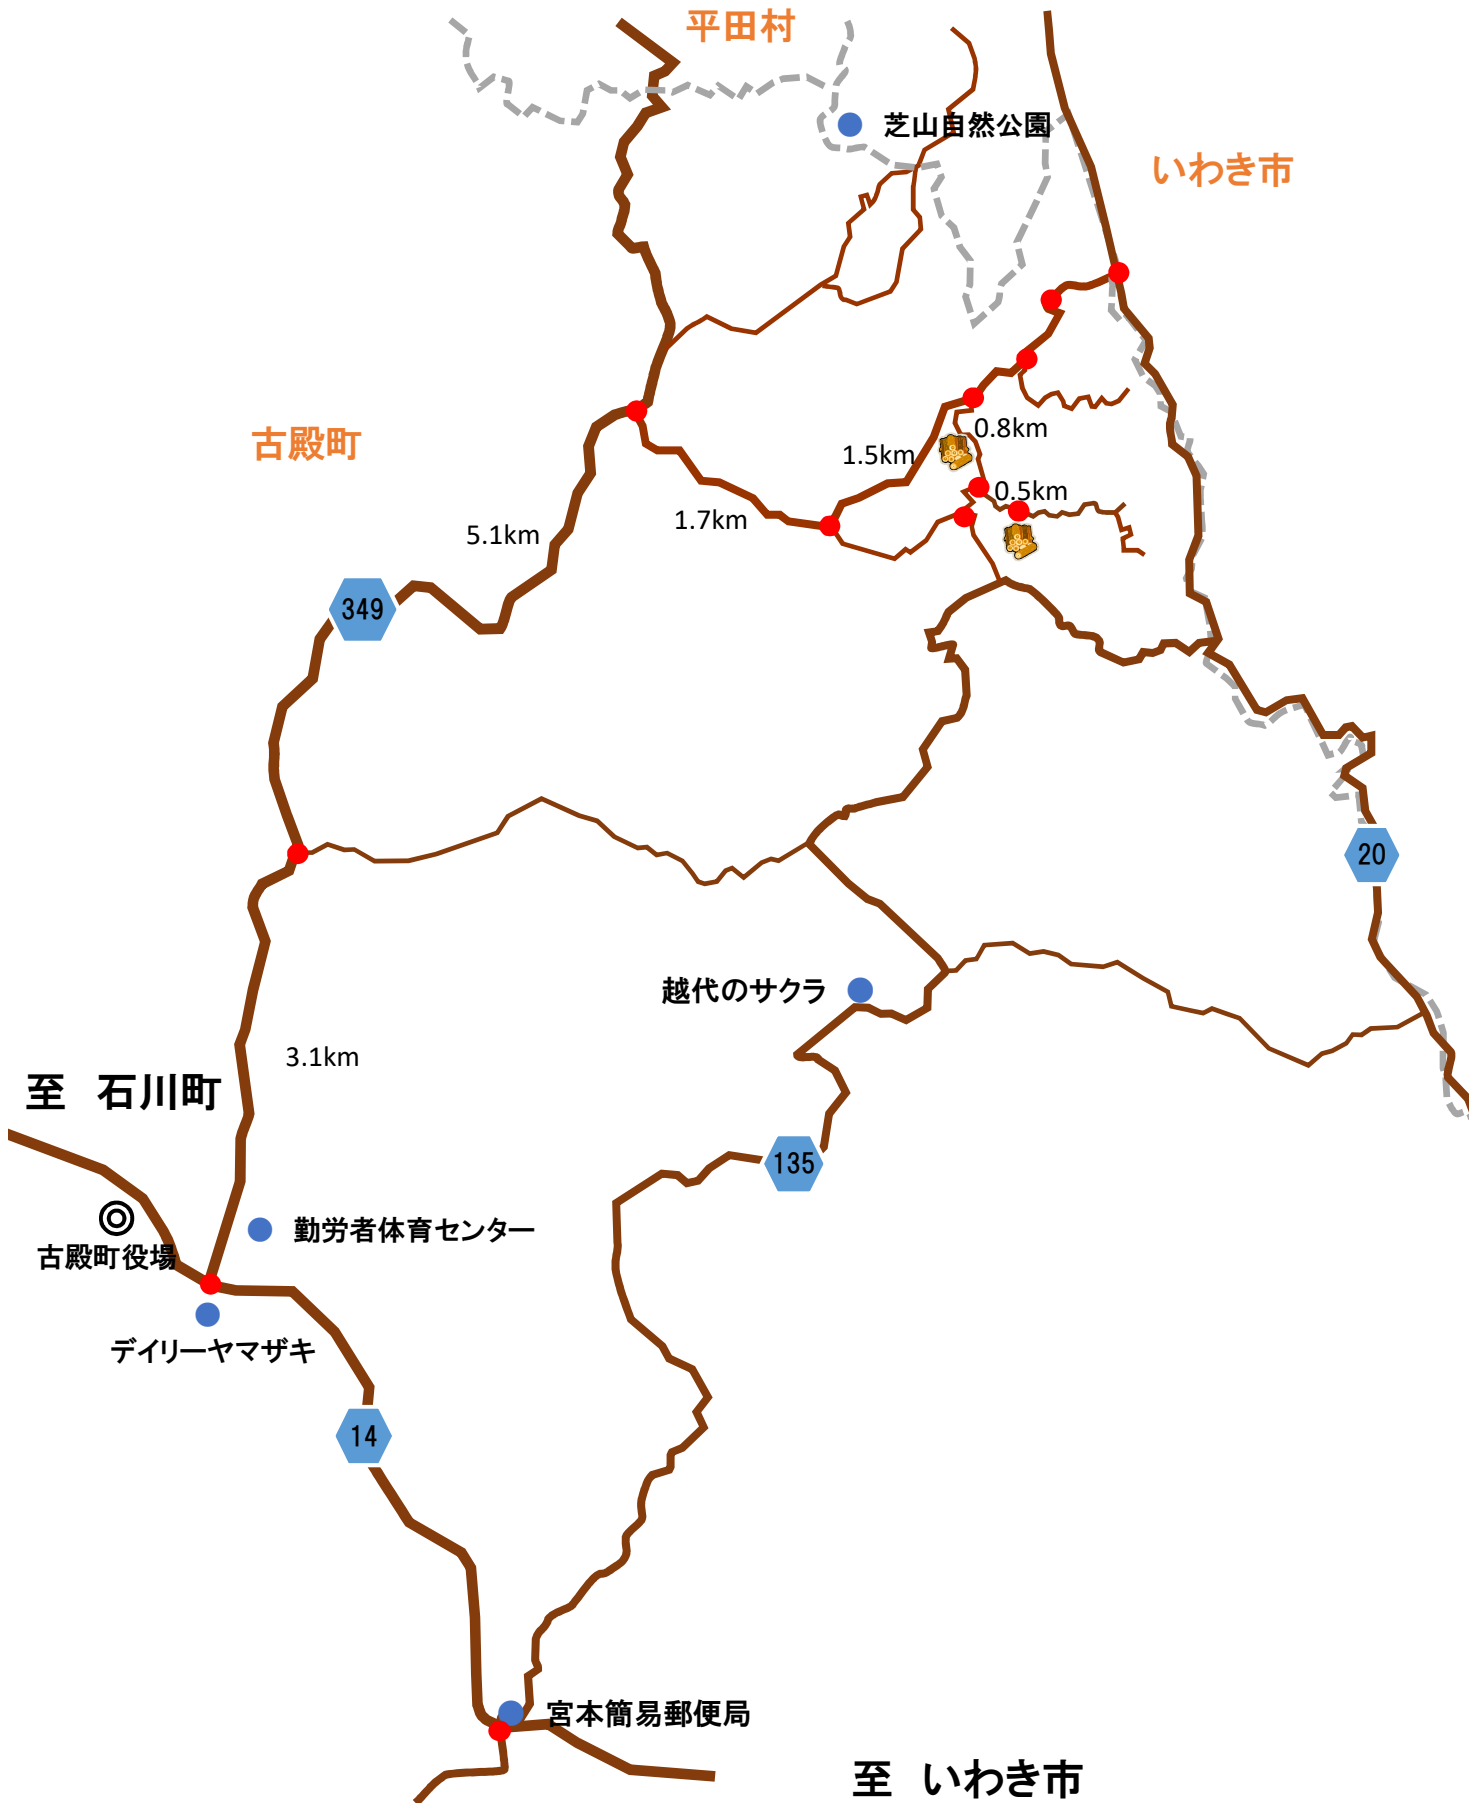 平田村
芝山自然公園
いわき市
古殿町
0.8km
1.5km
0.5km
1.7km
5.1km
349
20
越代のサクラ
3.1km
至 石川町
135
勤労者体育センター
古殿町役場
デイリーヤマザキ
14
宮本簡易郵便局
至 いわき市